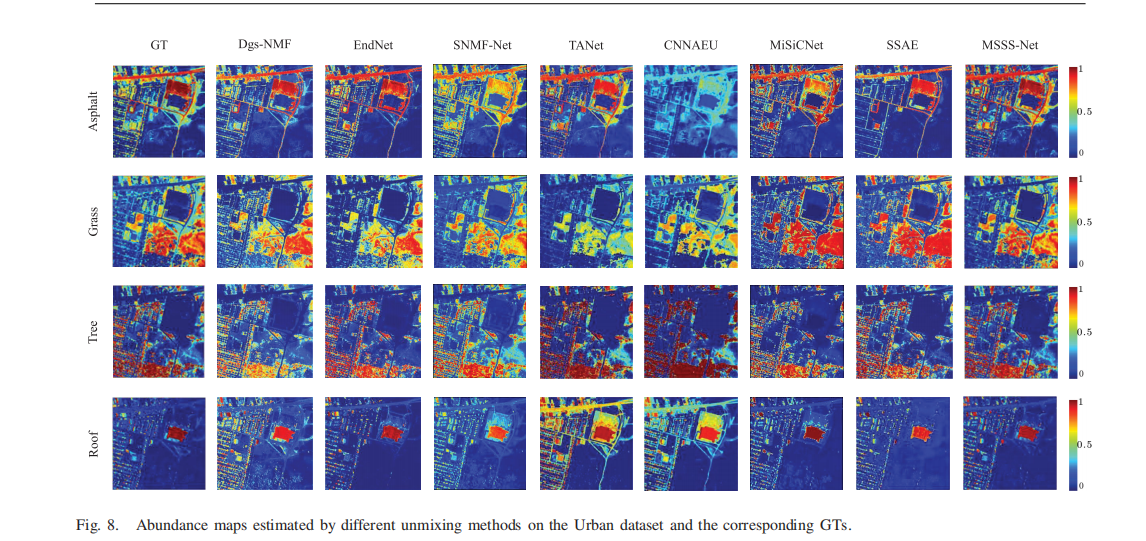 GT Dgs-NMF EndNet SNMF-Net TANet CNNAEU MiSiCNet SSAE MSSS-Net
Asphalt
1
0.5
0
Grass
1
0.5
0
Tree
1
0.5
0
Roof
1
0.5
0
Fig. 8. Abundance maps estimated by different unmixing methods on the Urban dataset and the corresponding GTs.